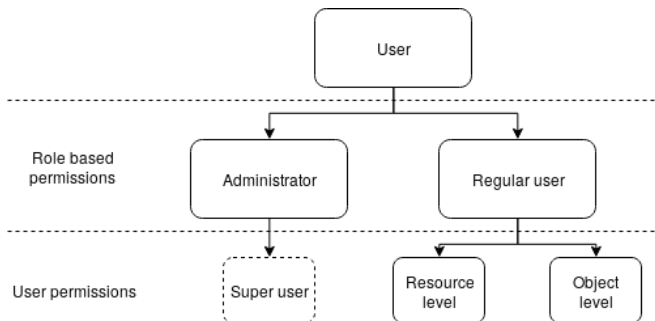 User
Role based
permissions
Administrator
Regular user
User permissions
Super user
Resource
level
Object
level